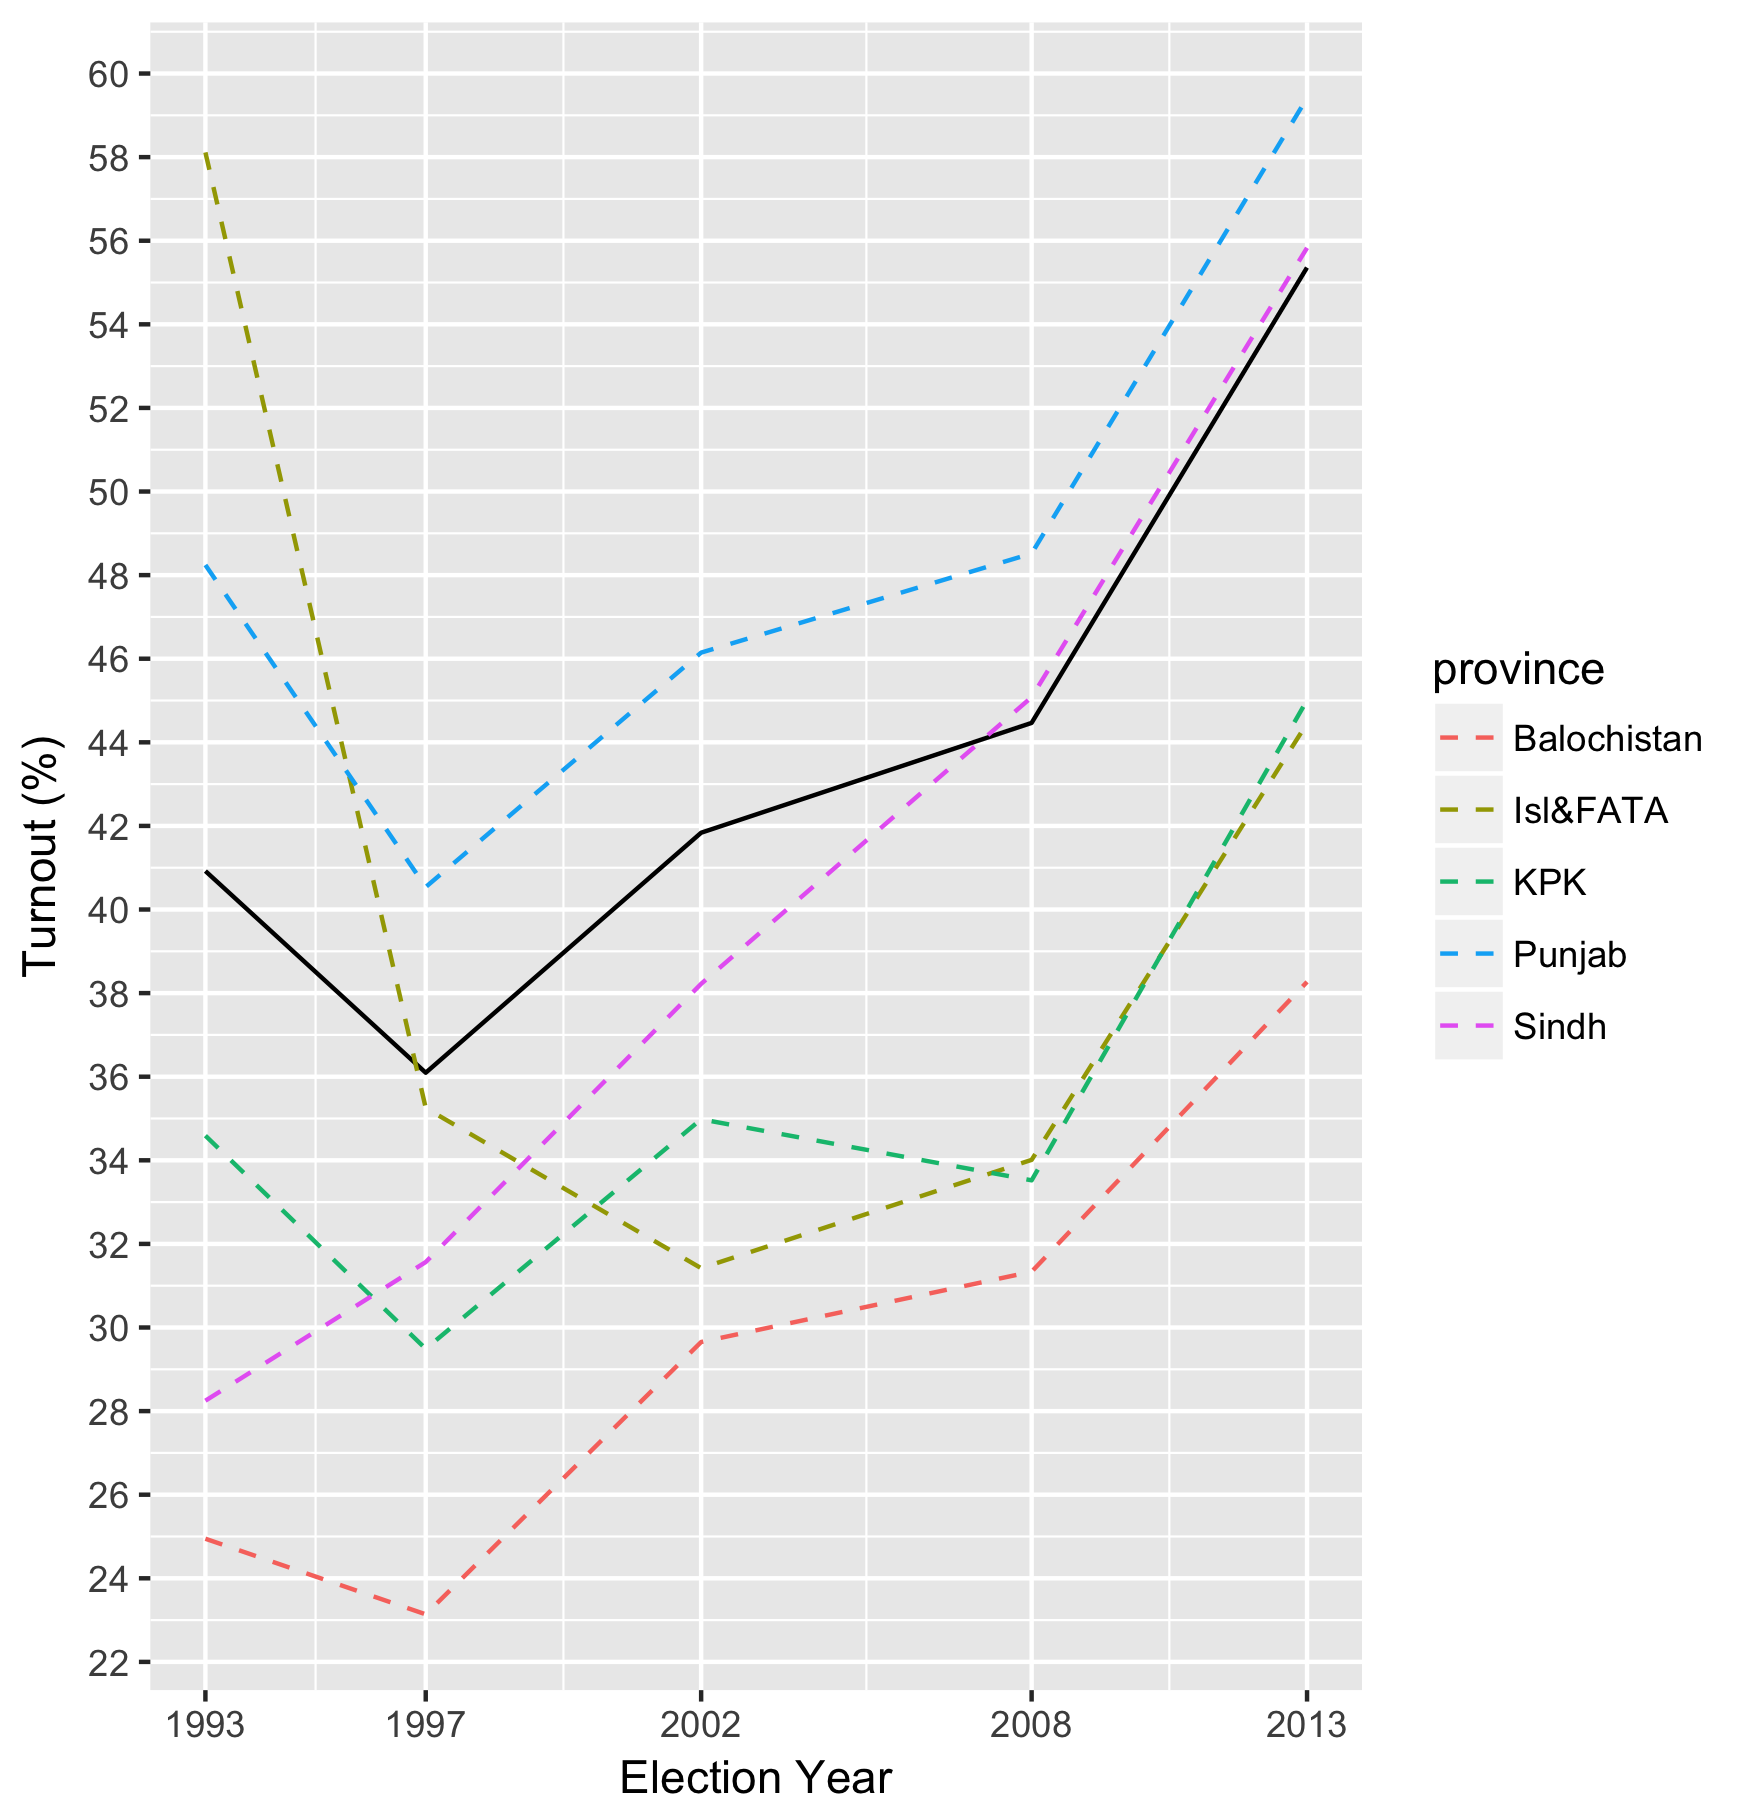 60
58
56
54
52
50
48
46
44
42
40
38
36
34
32
30
28
26
24
22
Turnout (%)
1993 1997 2002 2008 2013
Election Year
province
Balochistan
Isl&FATA
KPK
Punjab
Sindh